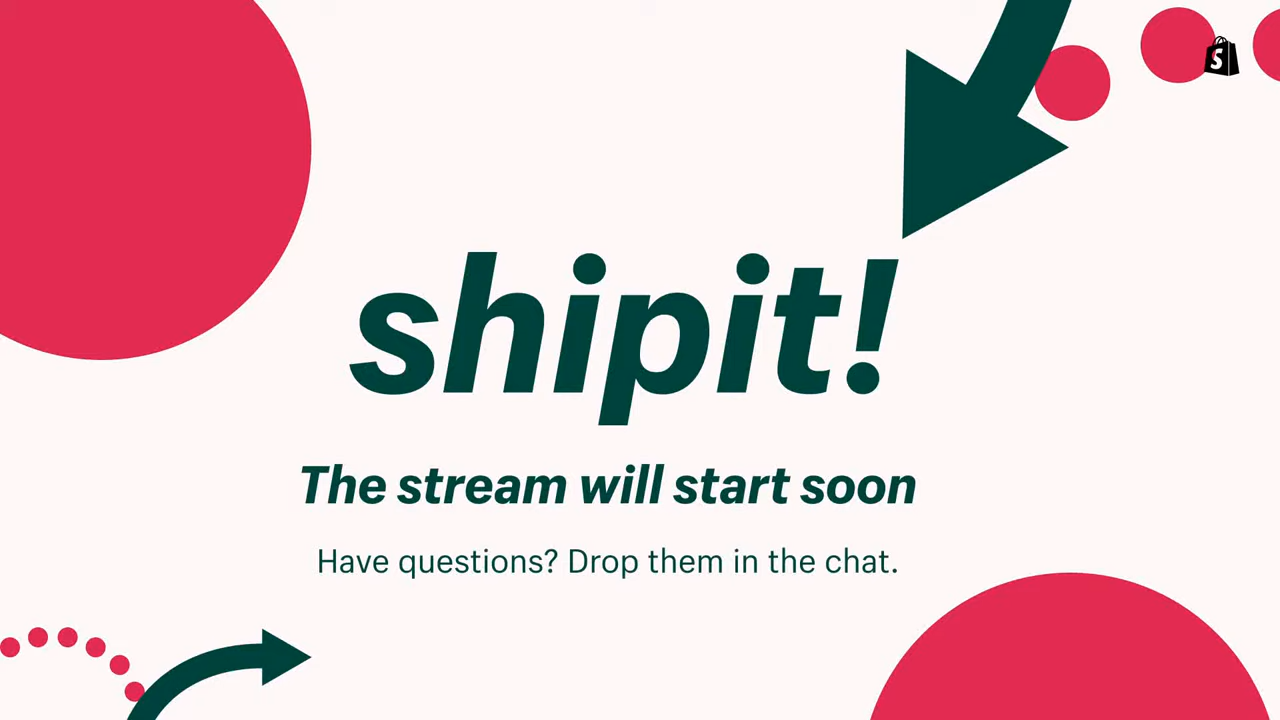 shipit!
The stream will start soon
Have questions? Drop them in the chat.